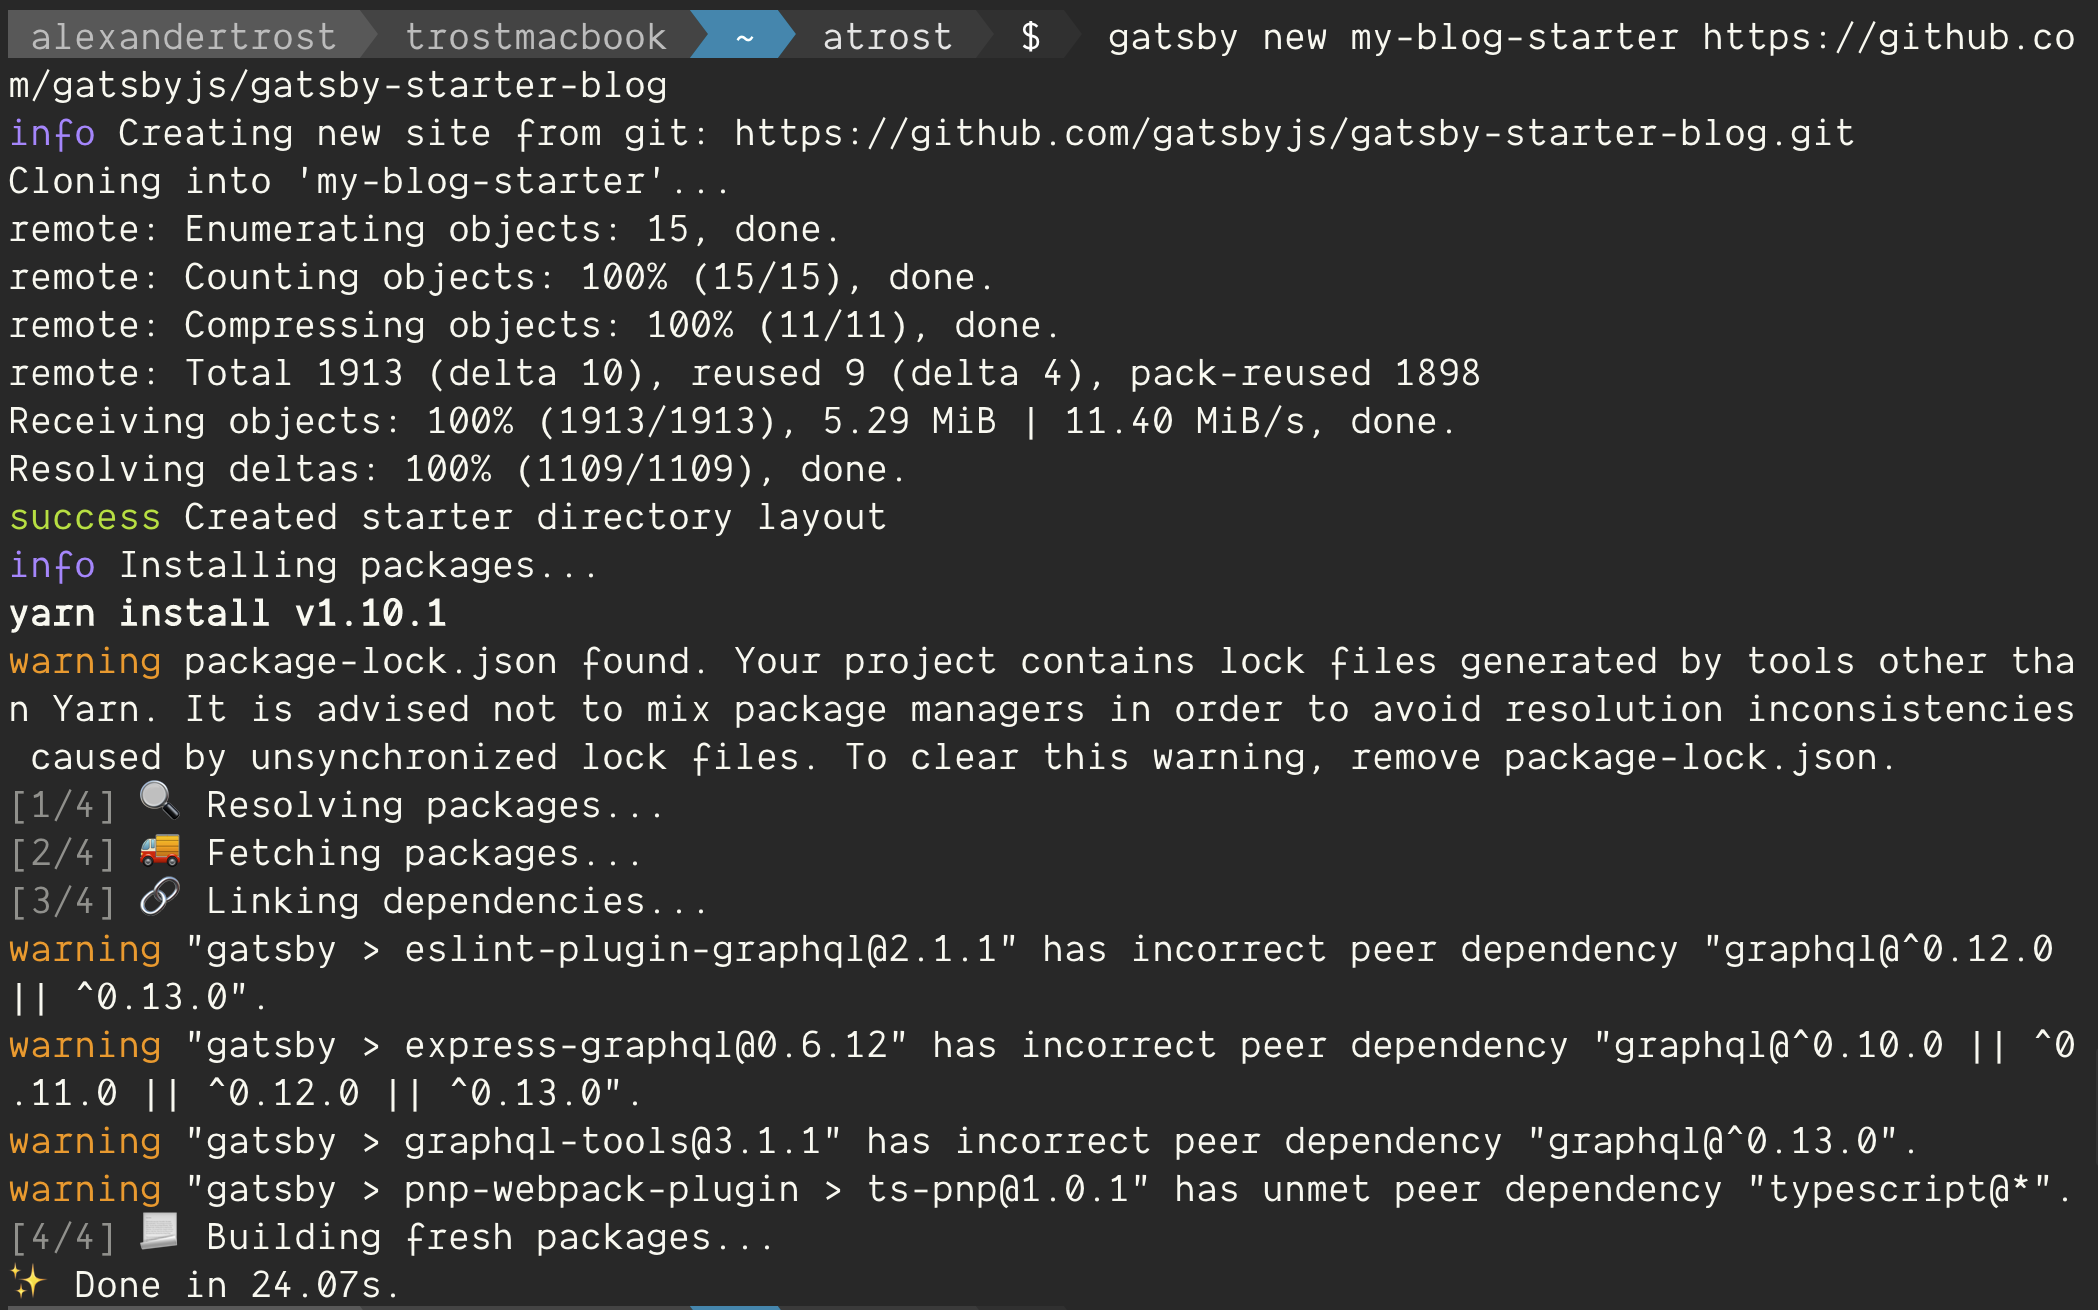 alexandertrost trostmacbook ~ atrost $ gatsby new my-blog-starter https://github.co
m/gatsbyjs/gatsby-starter-blog
info Creating new site from git: https://github.com/gatsbyjs/gatsby-starter-blog.git
Cloning into 'my-blog-starter'...
remote: Enumerating objects: 15, done.
remote: Counting objects: 100% (15/15), done.
remote: Compressing objects: 100% (11/11), done.
remote: Total 1913 (delta 10), reused 9 (delta 4), pack-reused 1898
Receiving objects: 100% (1913/1913), 5.29 MiB | 11.40 MiB/s, done.
Resolving deltas: 100% (1109/1109), done.
success Created starter directory layout
info Installing packages...
yarn install v1.10.1
warning package-lock.json found. Your project contains lock files generated by tools other tha
n Yarn. It is advised not to mix package managers in order to avoid resolution inconsistencies
 caused by unsynchronized lock files. To clear this warning, remove package-lock.json.
[1/4] 🔍 Resolving packages...
[2/4] 🚚 Fetching packages...
[3/4] 🔗 Linking dependencies...
warning "gatsby > eslint-plugin-graphql@2.1.1" has incorrect peer dependency "graphql@^0.12.0
|| ^0.13.0".
warning "gatsby > express-graphql@0.6.12" has incorrect peer dependency "graphql@^0.10.0 || ^0
.11.0 || ^0.12.0 || ^0.13.0".
warning "gatsby > graphql-tools@3.1.1" has incorrect peer dependency "graphql@^0.13.0".
warning "gatsby > pnp-webpack-plugin > ts-pnp@1.0.1" has unmet peer dependency "typescript@*".
[4/4] 📃 Building fresh packages...
✨ Done in 24.07s.